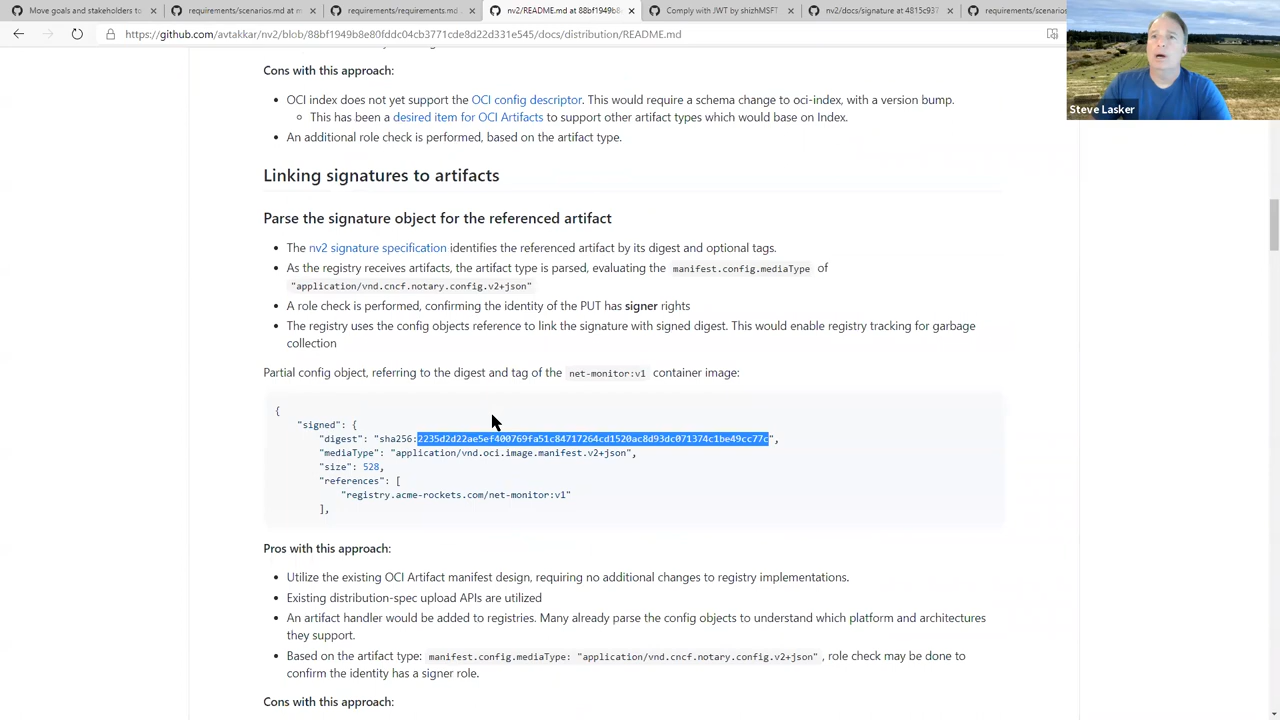 Move goals and stakeholders to
requirements/scenarios.md at m
requirements/requirements.md
nv2/README.md at 88bf1949b8
Comply with JWT by shizhMSFT
nv2/docs/signature at 4815c937
requirements/scenarios
https://github.com/avtakkar/nv2/blob/88bf1949b8e80fddc04cb3771cde8d22d331e545/docs/distribution/README.md
Steve Lasker
Cons with this approach:
OCI index does not yet support the OCI config descriptor. This would require a schema change to oci-index, with a version bump.
This has been a deared item for OCI Artifacts to support other artifact types which would base on Index.
An additional role check is performed, based on the artifact type.
Linking signatures to artifacts
Parse the signature object for the referenced artifact
The nv2 signature specification identifies the referenced artifact by its digest and optional tags.
As the registry receives artifacts, the artifact type is parsed, evaluating the manifest.config.mediaType of
"application/vnd.cncf.notary.config.v2+json"
A role check is performed, confirming the identity of the PUT has signer rights
The registry uses the config objects reference to link the signature with signed digest. This would enable registry tracking for garbage
collection
Partial config object, referring to the digest and tag of the net-monitor:v1 container image:
{
"signed": {
"digest": "sha256:2235d2d22ae5ef400769fa51c84717264cd1520ac8d93dc071374c1be49cc77c",
"mediaType": "application/vnd.oci.image.manifest.v2+json",
"size": 528,
"references": [
"registry.acme-rockets.com/net-monitor:v1"
],
Pros with this approach:
Utilize the existing OCI Artifact manifest design, requiring no additional changes to registry implementations.
Existing distribution-spec upload APIs are utilized
An artifact handler would be added to registries. Many already parse the config objects to understand which platform and architectures
they support.
Based on the artifact type: manifest.config.mediaType: "application/vnd.cncf.notary.config.v2+json", role check may be done to
confirm the identity has a signer role.
Cons with this approach: